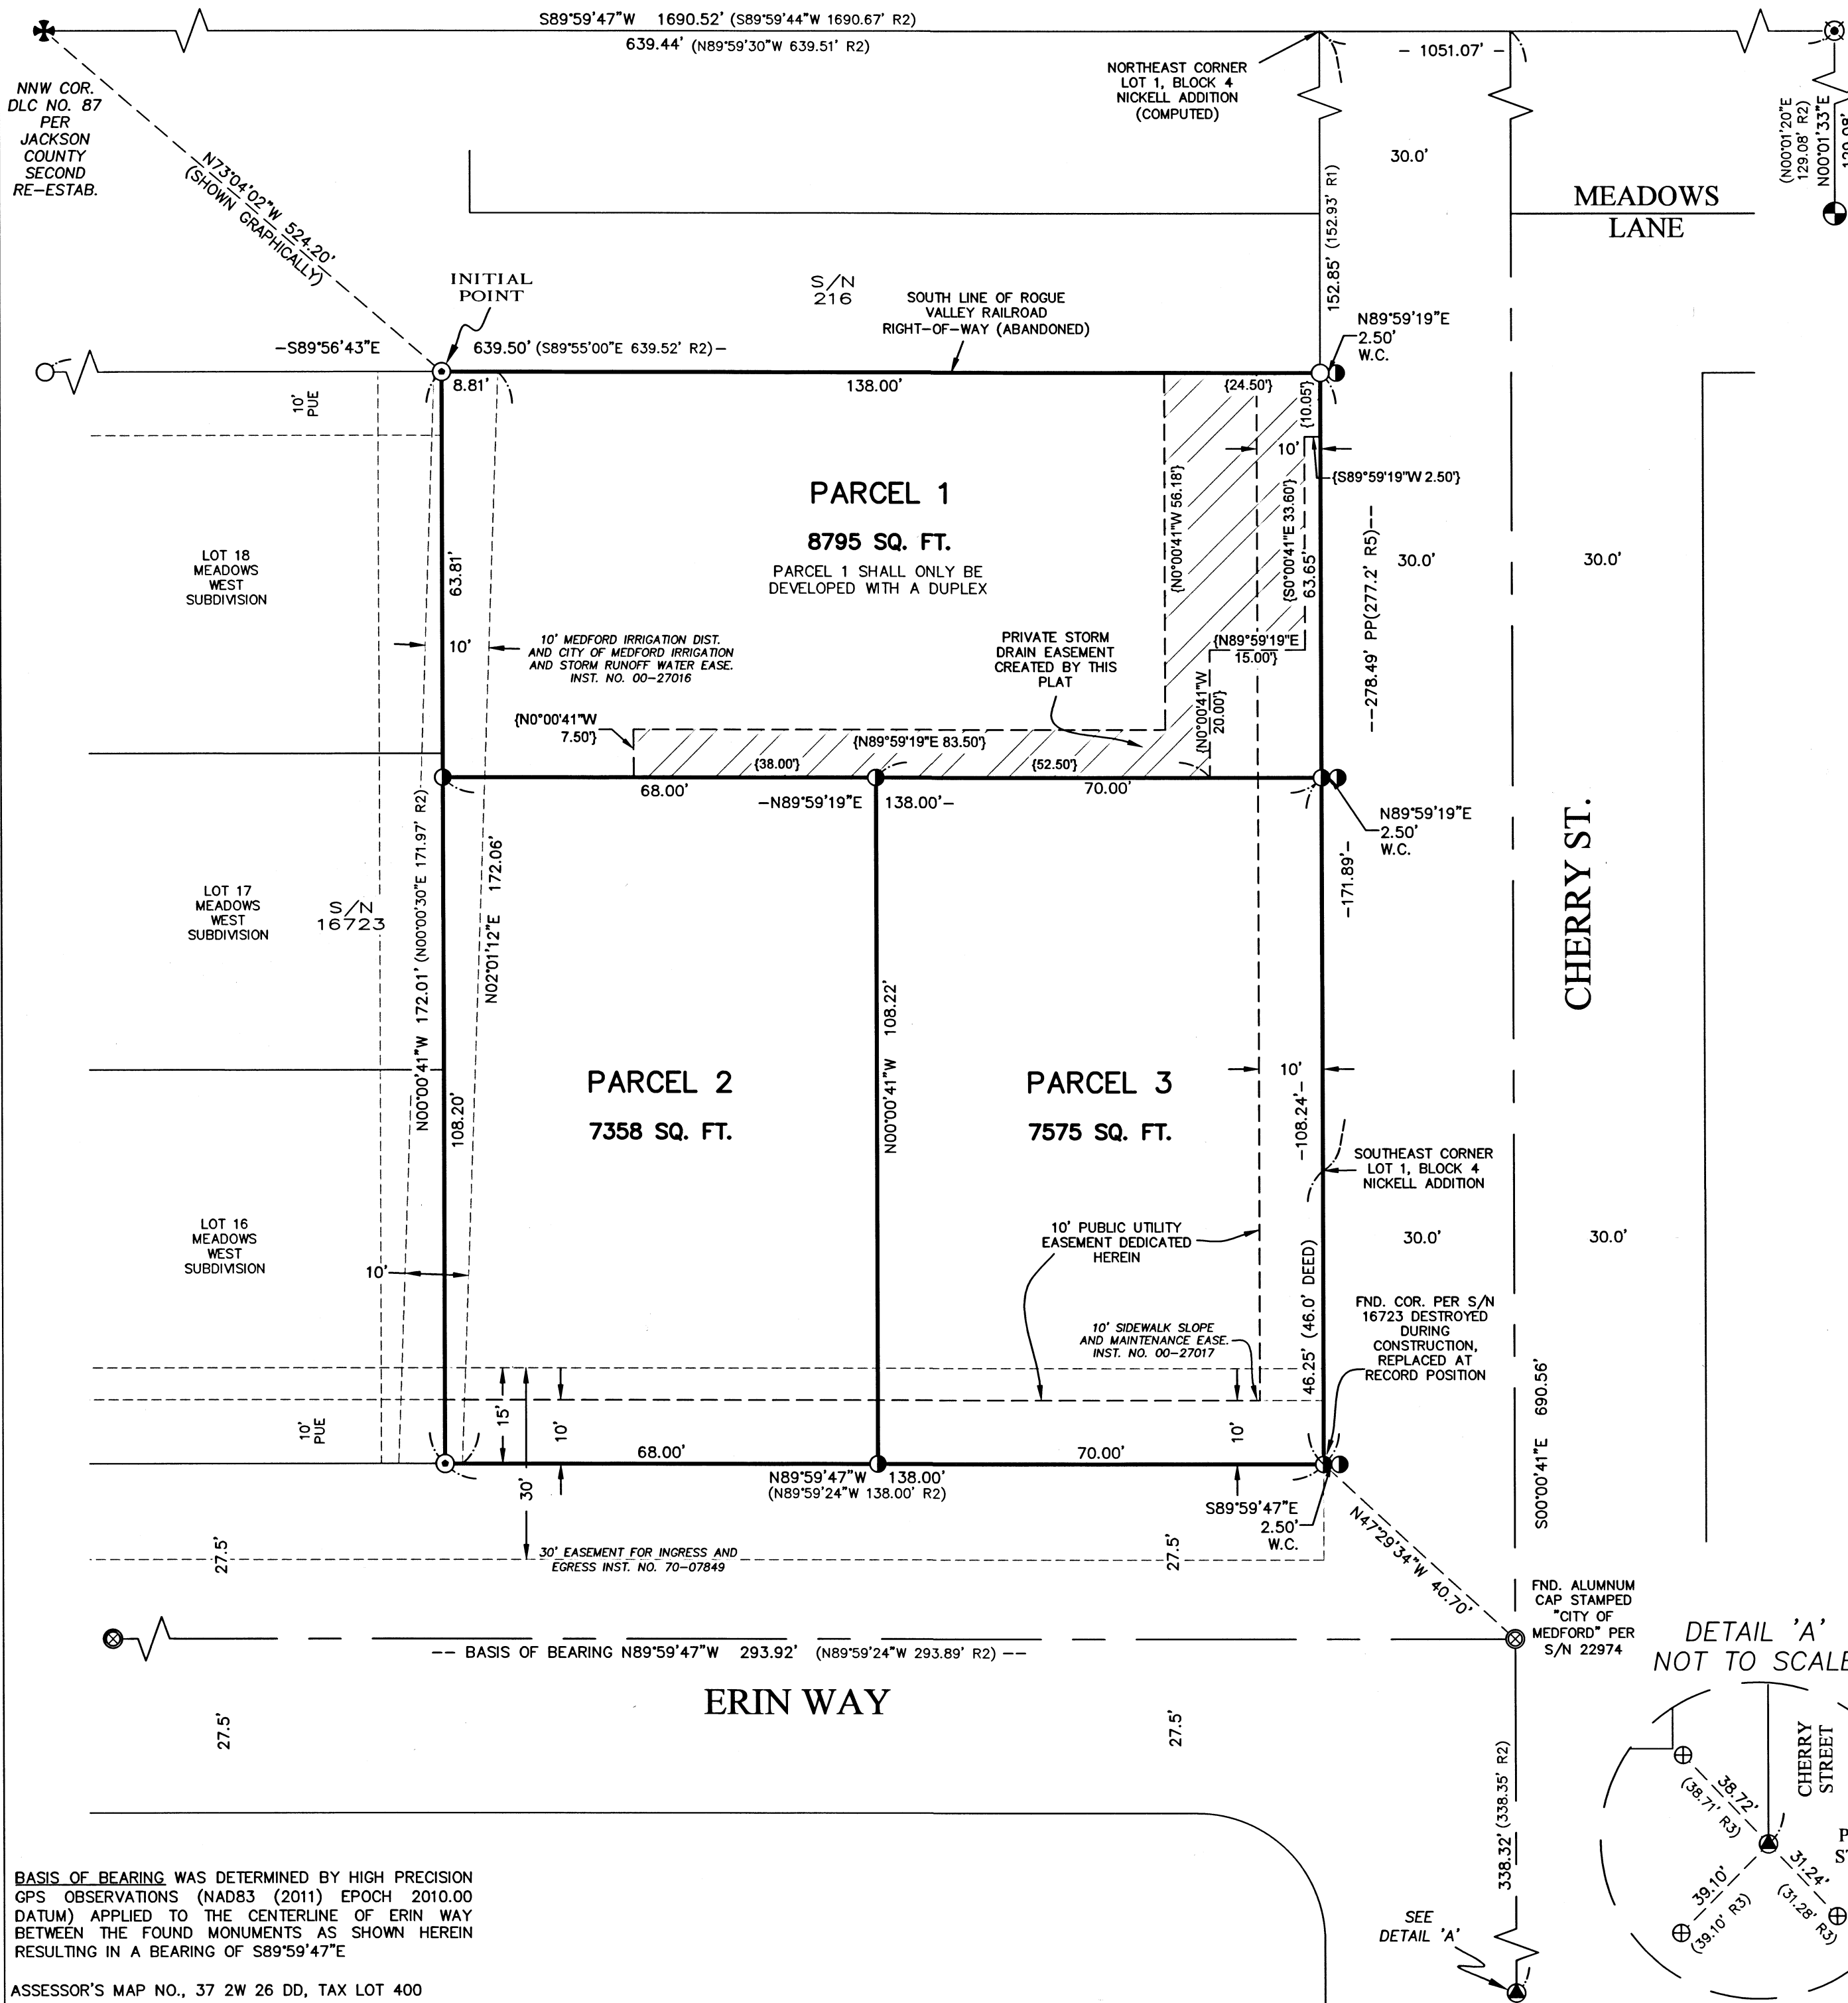 S89°59'47"W 1690.52' (S89°59'44"W 1690.67' R2)
639.44' (N89°59'30"W 639.51' R2)
- 1051.07' -
NORTHEAST CORNER
LOT 1, BLOCK 4
NICKELL ADDITION
(COMPUTED)
NNW COR.
DLC NO. 87
PER
JACKSON
COUNTY
SECOND
RE-ESTAB.
N73°04'02"W 524.20'
(SHOWN GRAPHICALLY)
30.0'
(N00°01'20"E
129.08' R2)
N00°01'33"E
129.08'
MEADOWS
LANE
152.85' (152.93' R1)
INITIAL
POINT
S/N
216
SOUTH LINE OF ROGUE
VALLEY RAILROAD
RIGHT-OF-WAY (ABANDONED)
N89°59'19"E
2.50'
W.C.
-S89°56'43"E 639.50' (S89°55'00"E 639.52' R2)-
8.81'
138.00'
{24.50'}
{10.05'}
10'
PUE
10'
{S89°59'19"W 2.50'}
PARCEL 1
8795 SQ. FT.
PARCEL 1 SHALL ONLY BE
DEVELOPED WITH A DUPLEX
{N0°00'41"W 56.18'}
{S0°00'41"E 33.60'}
63.65'
--278.49' PP(277.2' R5)--
30.0'
30.0'
LOT 18
MEADOWS
WEST
SUBDIVISION
63.81'
10'
10' MEDFORD IRRIGATION DIST.
AND CITY OF MEDFORD IRRIGATION
AND STORM RUNOFF WATER EASE.
INST. NO. 00-27016
PRIVATE STORM
DRAIN EASEMENT
CREATED BY THIS
PLAT
{N89°59'19"E
15.00'}
{N0°00'41"W
20.00'}
{N0°00'41"W
7.50'}
{N89°59'19"E 83.50'}
{38.00'}
{52.50'}
68.00'
-N89°59'19"E 138.00'-
70.00'
N89°59'19"E
2.50'
W.C.
CHERRY ST.
-171.89'-
LOT 17
MEADOWS
WEST
SUBDIVISION
S/N
16723
N00°00'41"W 172.01' (N00°00'30"E 171.97' R2)-
N02°01'12"E 172.06'
N00°00'41"W 108.22'
108.20'
PARCEL 2
7358 SQ. FT.
PARCEL 3
7575 SQ. FT.
10'
-108.24'-
SOUTHEAST CORNER
LOT 1, BLOCK 4
NICKELL ADDITION
LOT 16
MEADOWS
WEST
SUBDIVISION
10'
10' PUBLIC UTILITY
EASEMENT DEDICATED
HEREIN
30.0'
30.0'
46.25' (46.0' DEED)
FND. COR. PER S/N
16723 DESTROYED
DURING
CONSTRUCTION,
REPLACED AT
RECORD POSITION
10' SIDEWALK SLOPE
AND MAINTENANCE EASE.
INST. NO. 00-27017
S00°00'41"E 690.56'
10'
PUE
15'
10'
10'
30'
68.00'
70.00'
N89°59'47"W 138.00'
(N89°59'24"W 138.00' R2)
S89°59'47"E
2.50'
W.C.
N47°29'34"W 40.70'
27.5'
27.5'
30' EASEMENT FOR INGRESS AND
EGRESS INST. NO. 70-07849
FND. ALUMNUM
CAP STAMPED
"CITY OF
MEDFORD" PER
S/N 22974
-- BASIS OF BEARING N89°59'47"W 293.92' (N89°59'24"W 293.89' R2) --
ERIN WAY
27.5'
27.5'
DETAIL 'A'
NOT TO SCALE
CHERRY
STREET
38.72'
(38.71' R3)
31.24'
(31.28' R3)
39.10'
(39.10' R3)
338.32' (338.35' R2)
SEE
DETAIL 'A'
BASIS OF BEARING WAS DETERMINED BY HIGH PRECISION
GPS OBSERVATIONS (NAD83 (2011) EPOCH 2010.00
DATUM) APPLIED TO THE CENTERLINE OF ERIN WAY
BETWEEN THE FOUND MONUMENTS AS SHOWN HEREIN
RESULTING IN A BEARING OF S89°59'47"E
ASSESSOR'S MAP NO., 37 2W 26 DD, TAX LOT 400